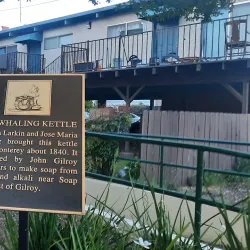 WHALING KETTLE
Larkin and Jose Maria
brought this kettle
onterey about 1840. It
ed by John Gilroy
rs to make soap from
nd alkali near Soap
st of Gilroy.